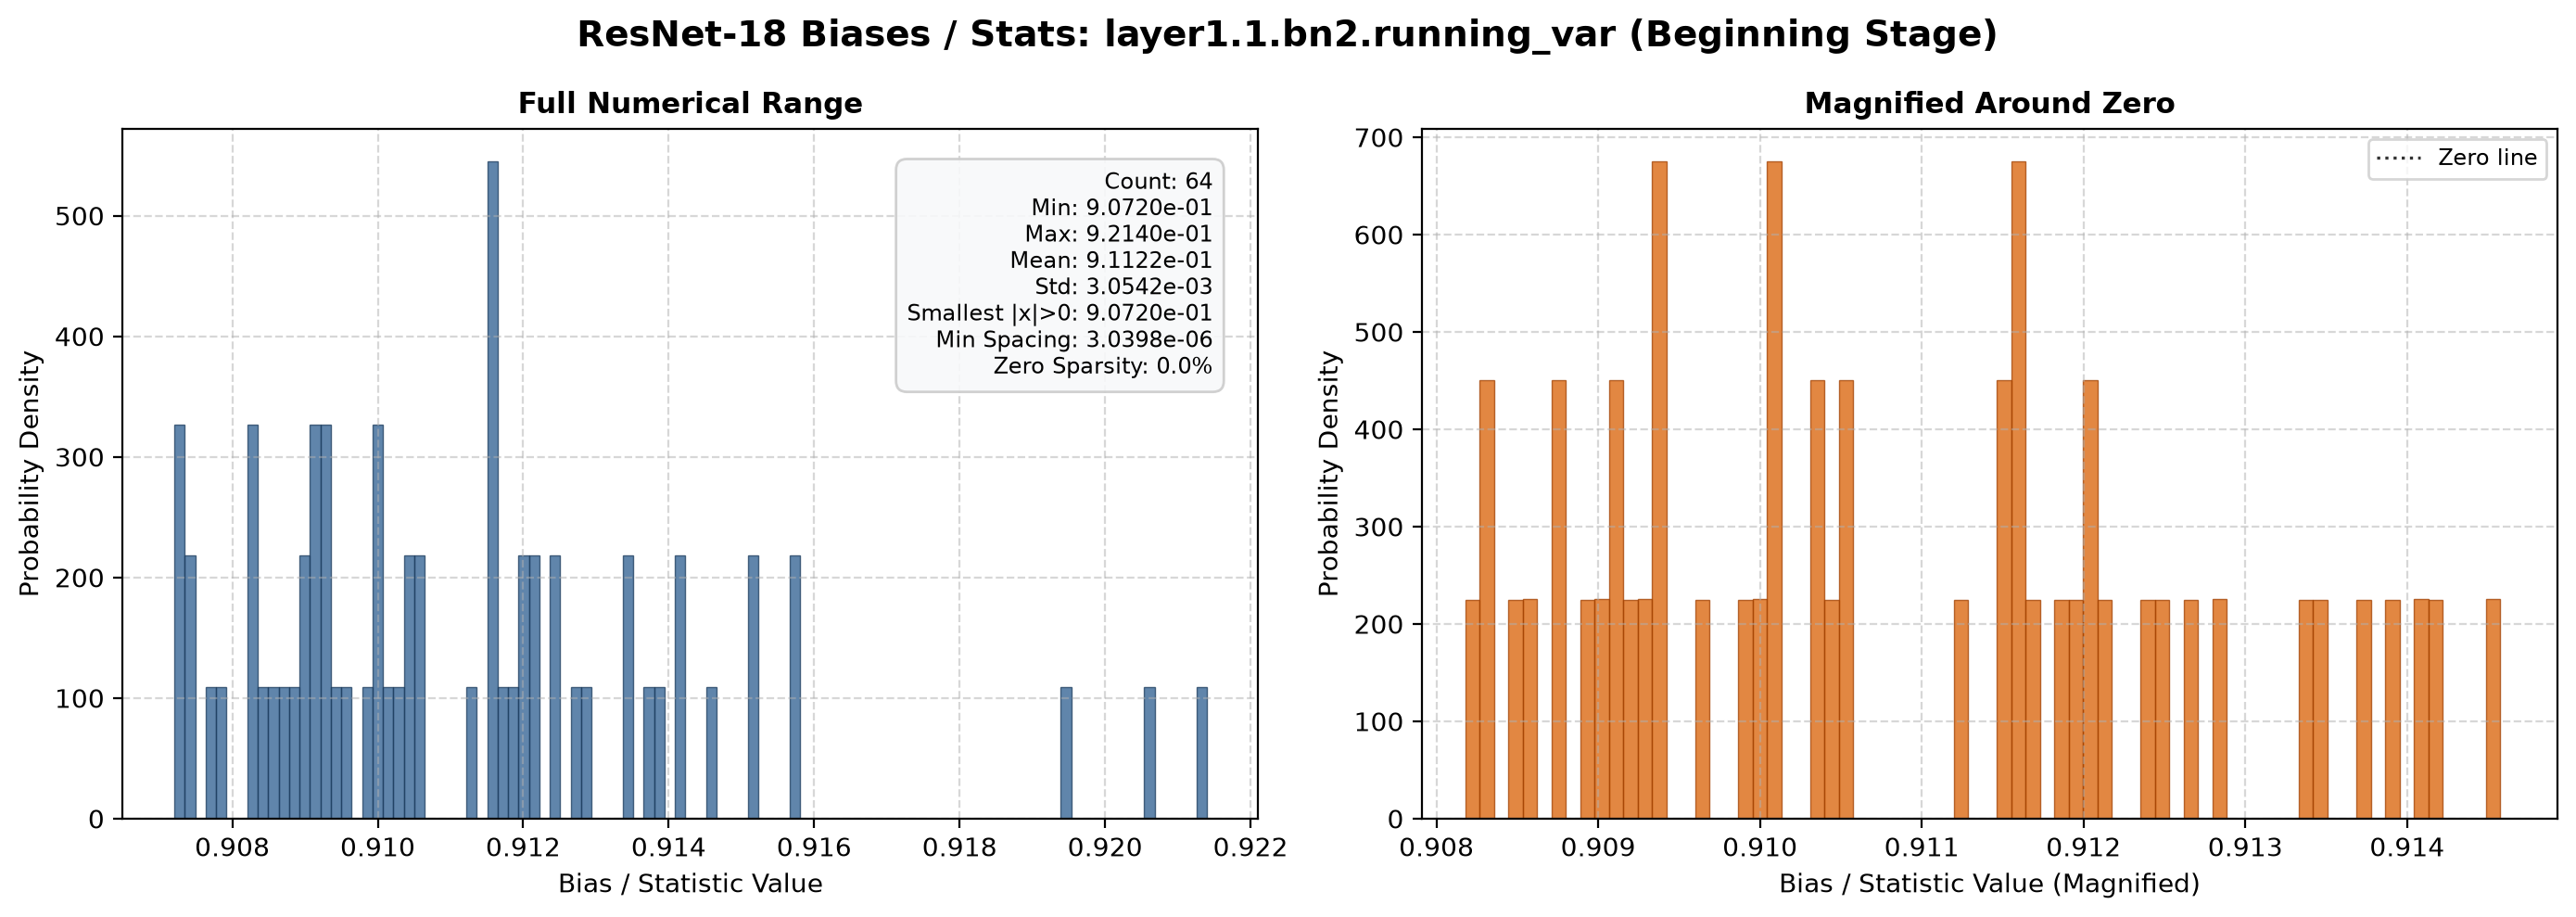 ResNet-18 Biases / Stats: layer1.1.bn2.running_var (Beginning Stage)
Full Numerical Range
Probability Density
500
400
300
200
100
0
Count: 64
Min: 9.0720e-01
Max: 9.2140e-01
Mean: 9.1122e-01
Std: 3.0542e-03
Smallest |x|>0: 9.0720e-01
Min Spacing: 3.0398e-06
Zero Sparsity: 0.0%
0.908 0.910 0.912 0.914 0.916 0.918 0.920 0.922
Bias / Statistic Value
Magnified Around Zero
Probability Density
700
600
500
400
300
200
100
0
Zero line
0.908 0.909 0.910 0.911 0.912 0.913 0.914
Bias / Statistic Value (Magnified)